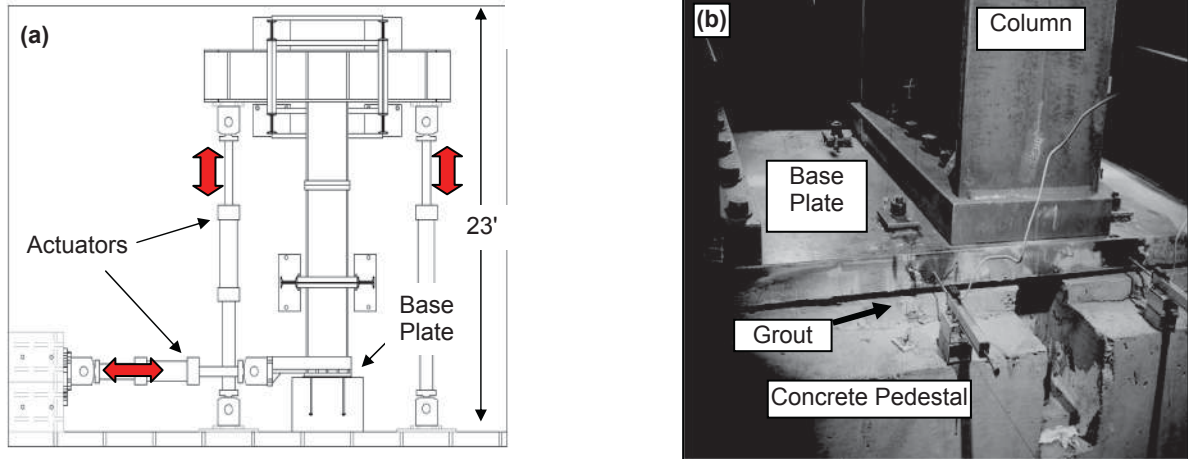 (a)
Actuators
23'
Base
Plate
(b)
Column
Base
Plate
Grout
Concrete Pedestal